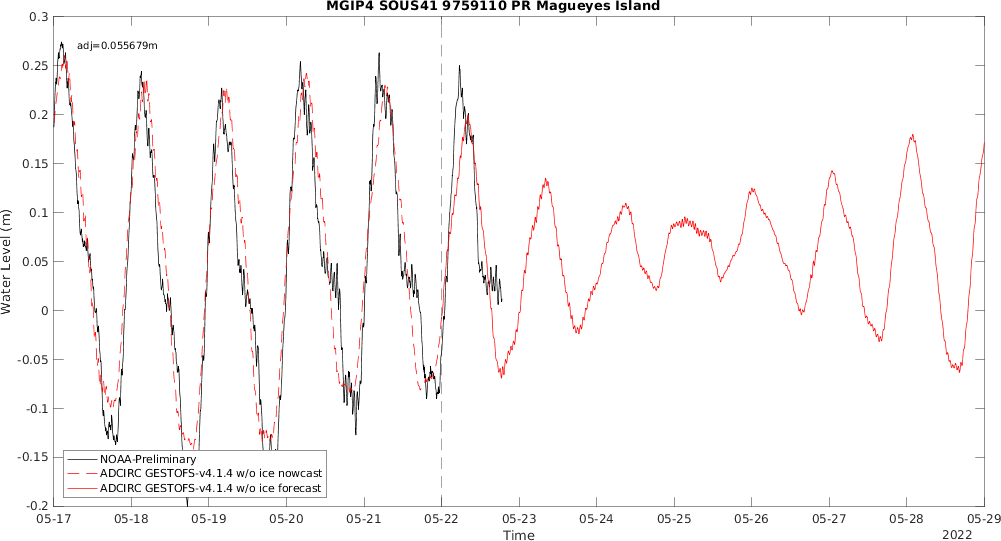 MGIP4 SOUS41 9759110 PR Magueyes Island
adj=0.055679m
0.3
0.25
0.2
0.15
0.1
0.05
0
-0.05
-0.1
-0.15
-0.2
Water Level (m)
NOAA-Preliminary
ADCIRC GESTOFS-v4.1.4 w/o ice nowcast
ADCIRC GESTOFS-v4.1.4 w/o ice forecast
05-17 05-18 05-19 05-20 05-21 05-22 05-23 05-24 05-25 05-26 05-27 05-28 05-29
Time
2022